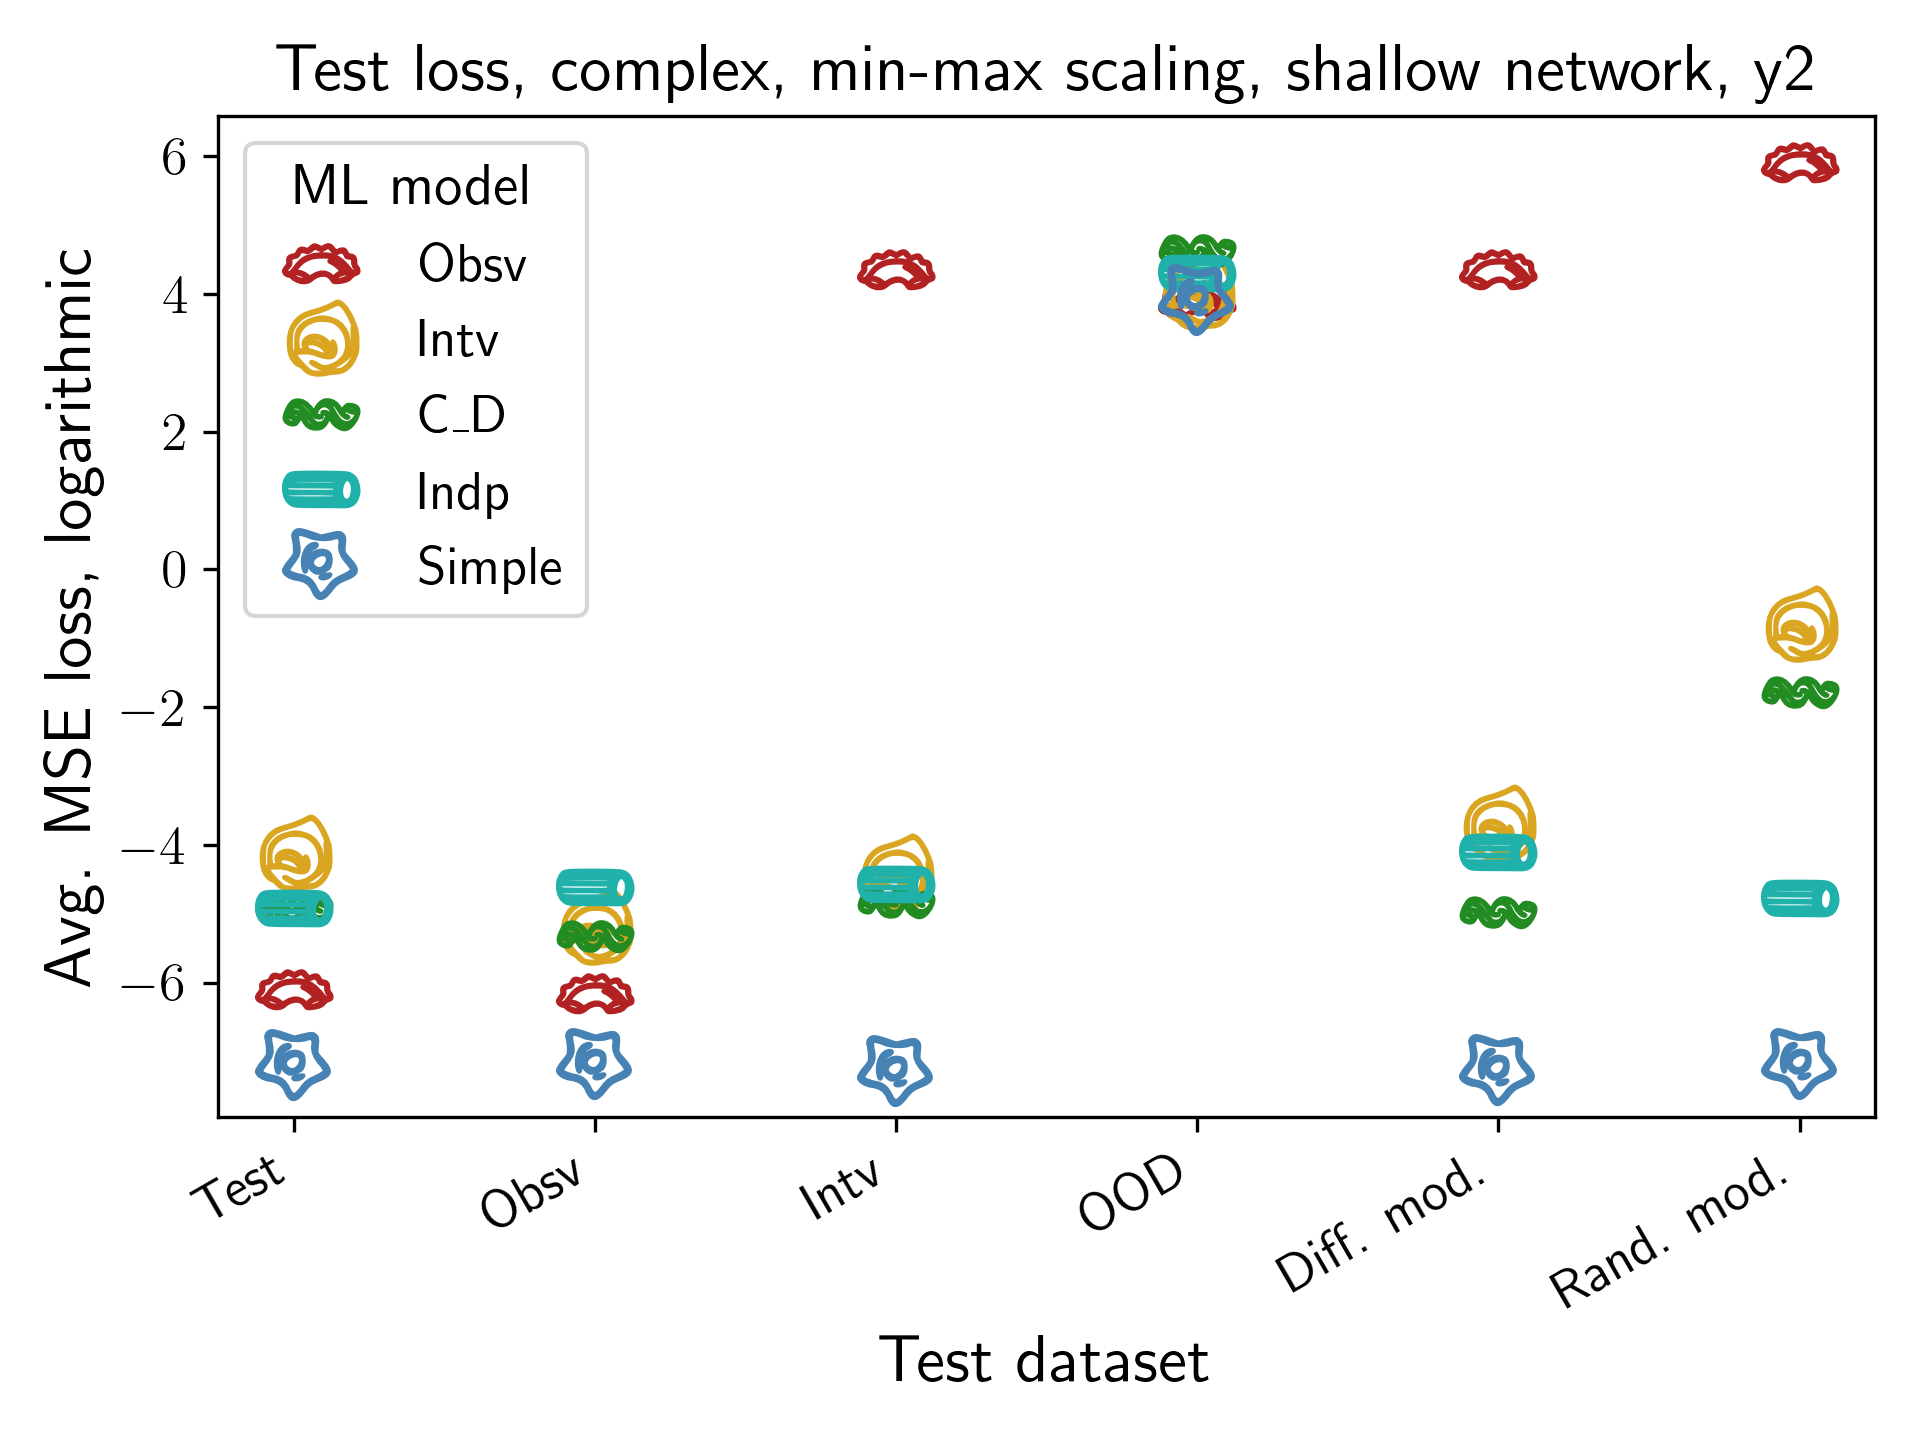 Test loss, complex, min-max scaling, shallow network, y2
Avg. MSE loss, logarithmic
6
4
2
0
−2
−4
−6
ML model
Obsv
Intv
C_D
Indp
Simple
Test
Obsv
Intv
OOD
Diff. mod.
Rand. mod.
Test dataset